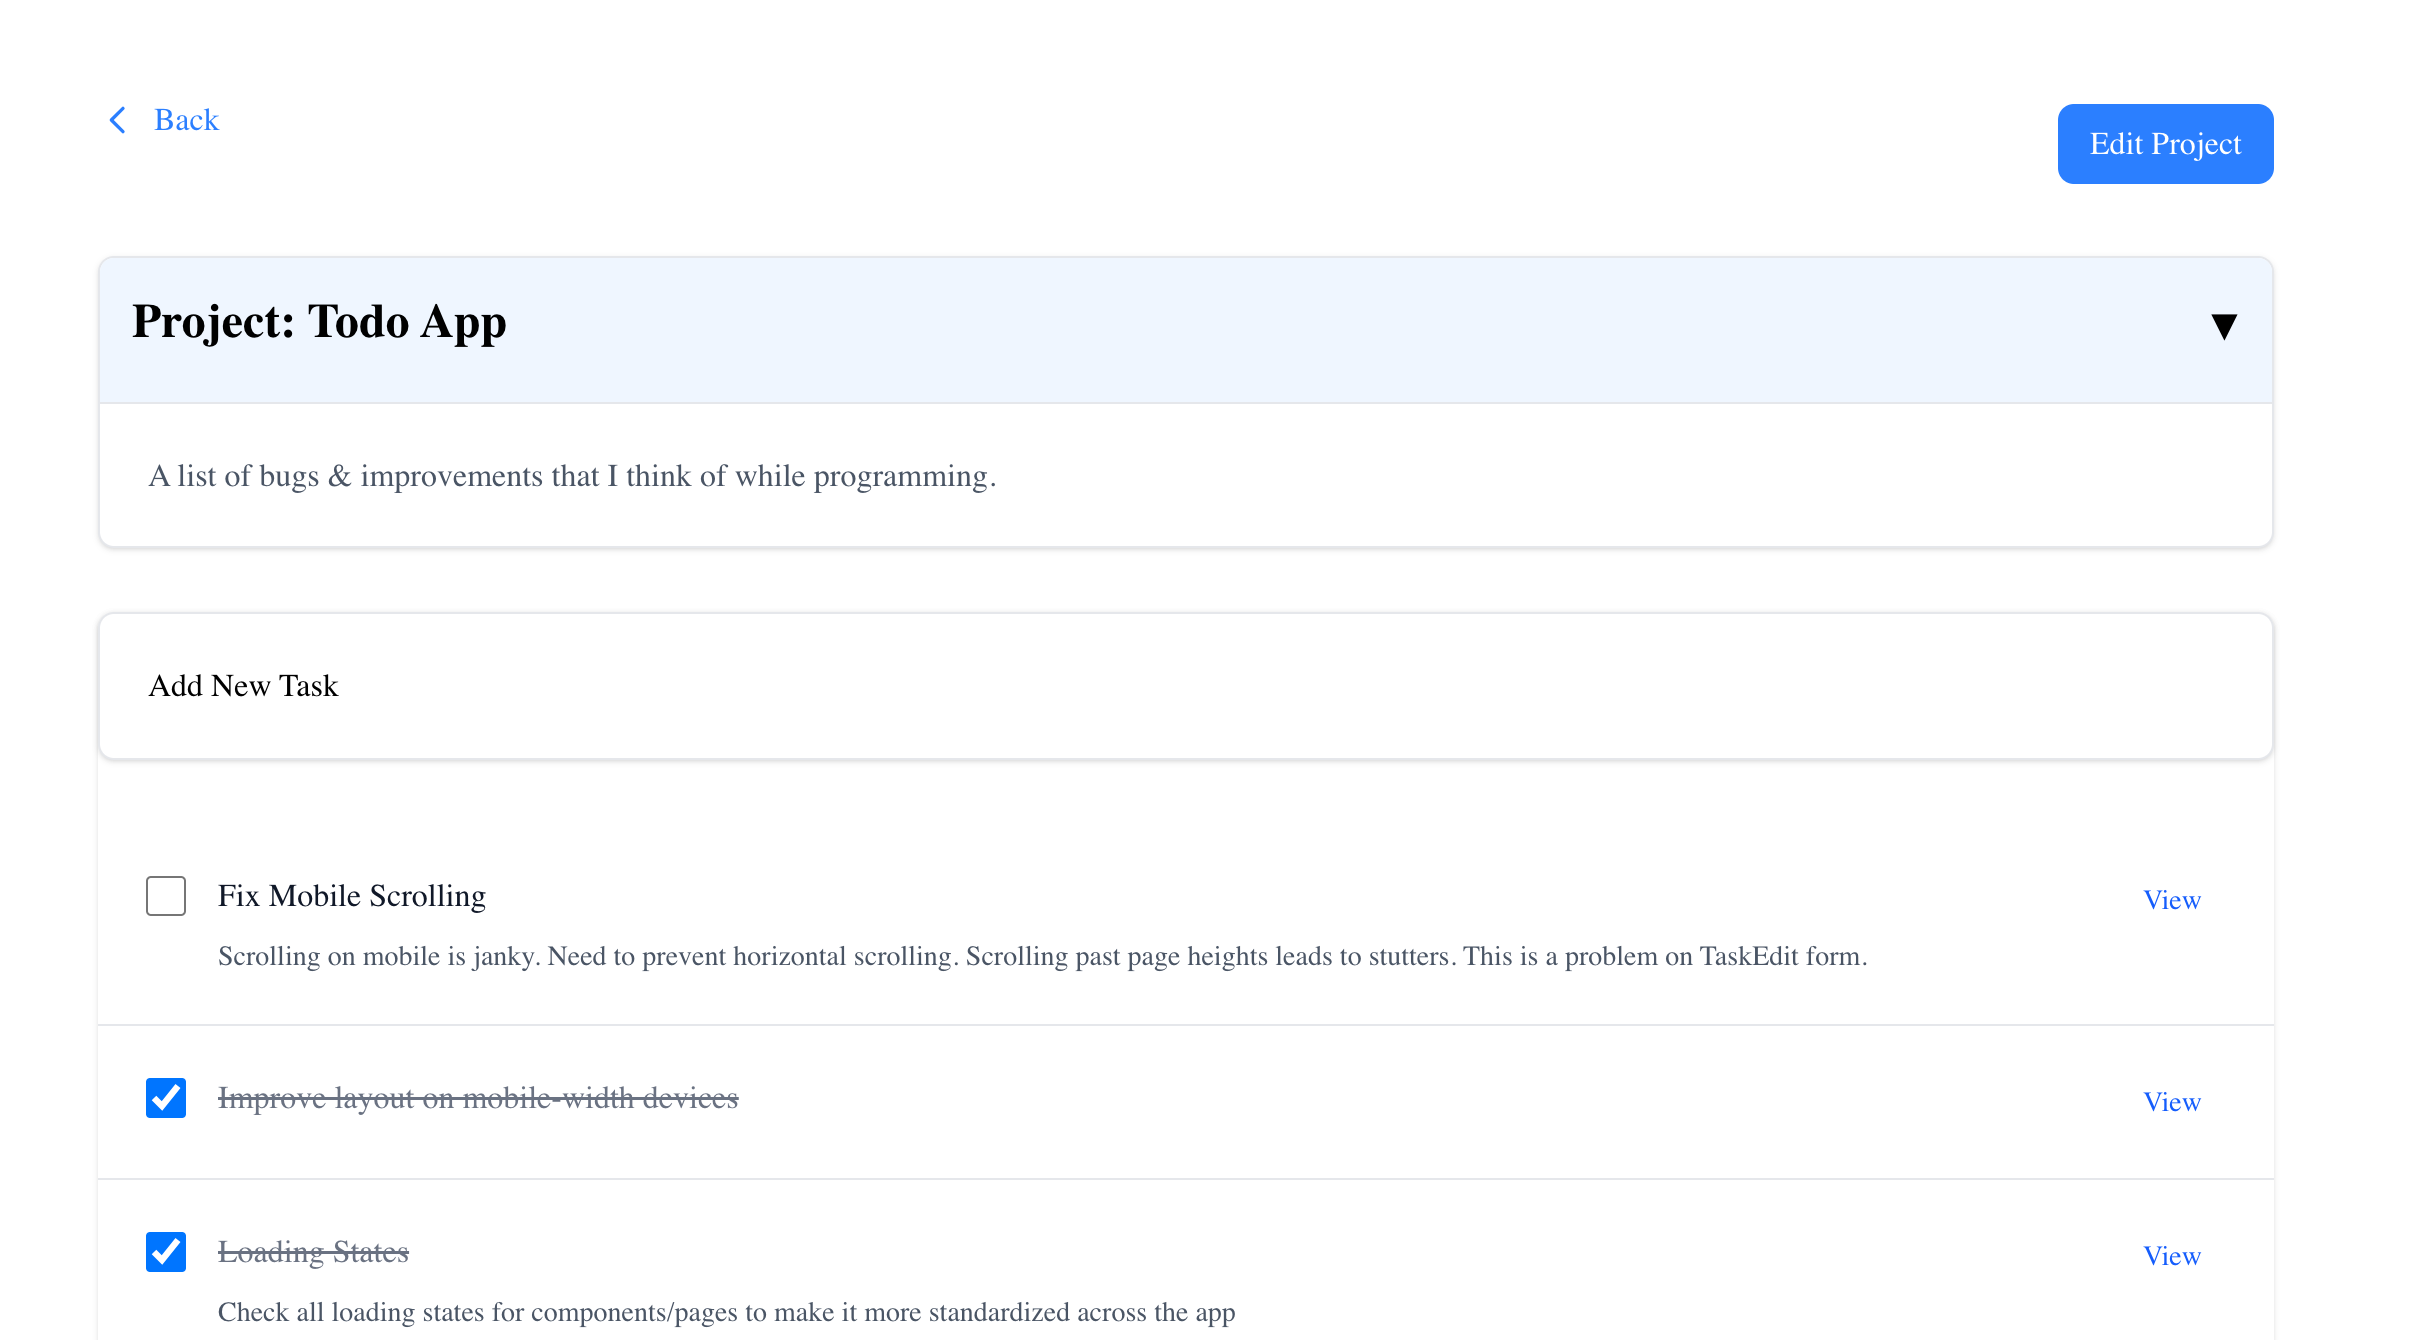 Back
Edit Project
Project: Todo App
A list of bugs & improvements that I think of while programming.
Add New Task
Fix Mobile Scrolling
View
Scrolling on mobile is janky. Need to prevent horizontal scrolling. Scrolling past page heights leads to stutters. This is a problem on TaskEdit form.
Improve layout on mobile-width devices
View
Loading States
View
Check all loading states for components/pages to make it more standardized across the app